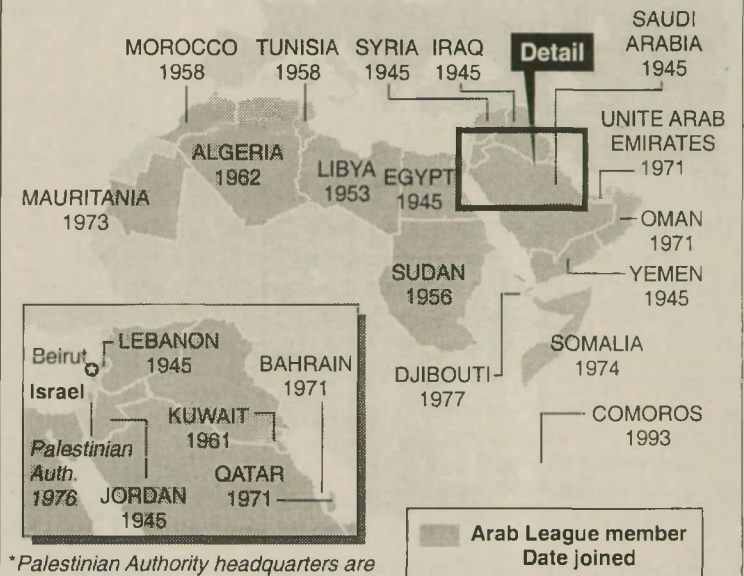 MOROCCO
1958
TUNISIA
1958
SYRIA
1945
IRAQ
1945
Detail
SAUDI
ARABIA
1945
UNITE ARAB
EMIRATES
1971
ALGERIA
1962
LIBYA
1953
EGYPT
1945
MAURITANIA
1973
OMAN
1971
SUDAN
1956
YEMEN
1945
SOMALIA
1974
DJIBOUTI
1977
COMOROS
1993
LEBANON
1945
Beirut
Israel
BAHRAIN
1971
KUWAIT
1961
Palestinian
Auth.
1976
JORDAN
1945
QATAR
1971
Arab League member
Date joined
*Palestinian Authority headquarters are